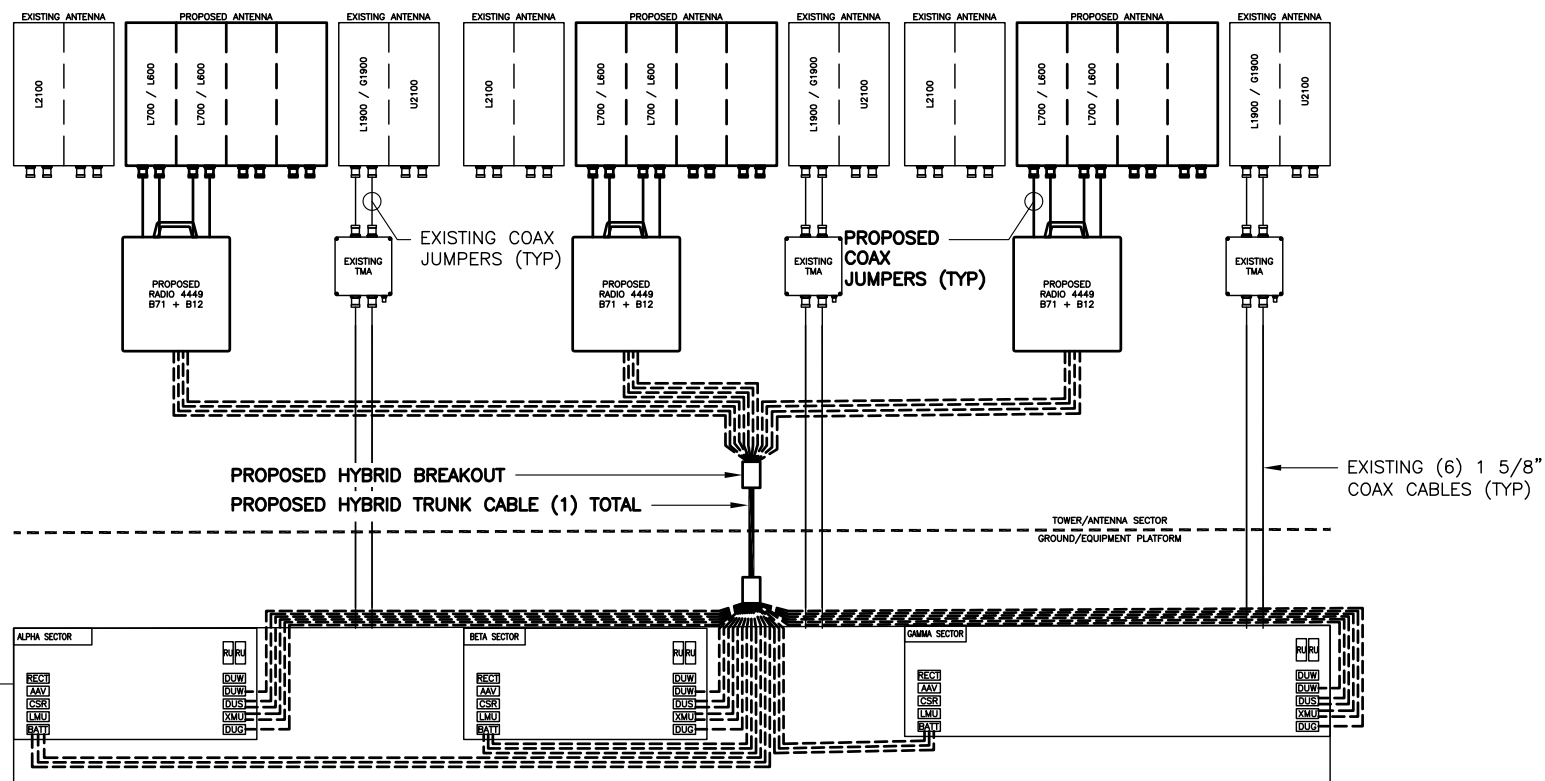 EXISTING ANTENNA
PROPOSED ANTENNA
EXISTING ANTENNA
EXISTING ANTENNA
PROPOSED ANTENNA
EXISTING ANTENNA
EXISTING ANTENNA
PROPOSED ANTENNA
EXISTING ANTENNA
L2100
L700 / L600
L700 / L600
L1900 / G1900
U2100
L2100
L700 / L600
L700 / L600
L1900 / G1900
U2100
L2100
L700 / L600
L700 / L600
L1900 / G1900
U2100
EXISTING COAX
JUMPERS (TYP)
PROPOSED
COAX
JUMPERS (TYP)
PROPOSED
RADIO 4449
B71 + B12
EXISTING
TMA
PROPOSED
RADIO 4449
B71 + B12
EXISTING
TMA
PROPOSED
RADIO 4449
B71 + B12
EXISTING
TMA
PROPOSED HYBRID BREAKOUT
PROPOSED HYBRID TRUNK CABLE (1) TOTAL
EXISTING (6) 1 5/8"
COAX CABLES (TYP)
TOWER/ANTENNA SECTOR
GROUND/EQUIPMENT PLATFORM
ALPHA SECTOR
RU
RU
RECT
AAV
CSR
LMU
BATT
DUW
DUW
DUS
XMU
DUG
BETA SECTOR
RU
RU
RECT
AAV
CSR
LMU
BATT
DUW
DUW
DUS
XMU
DUG
GAMMA SECTOR
RU
RU
RECT
AAV
CSR
LMU
BATT
DUW
DUW
DUS
XMU
DUG